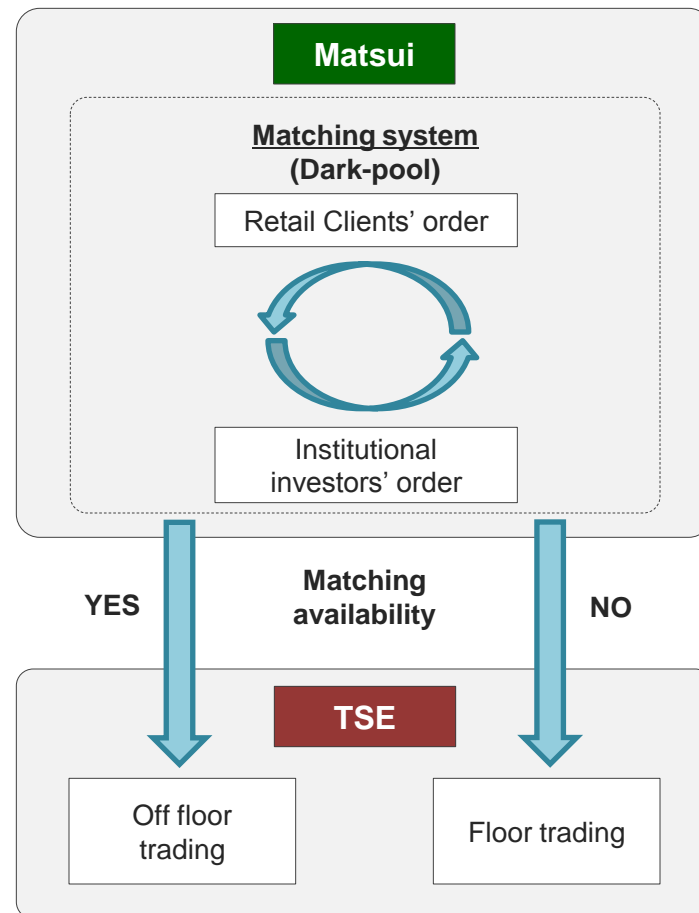 Matsui
Matching system
(Dark-pool)
Retail Clients’ order
Institutional
investors’ order
YES
Matching
availability
NO
TSE
Off floor
trading
Floor trading